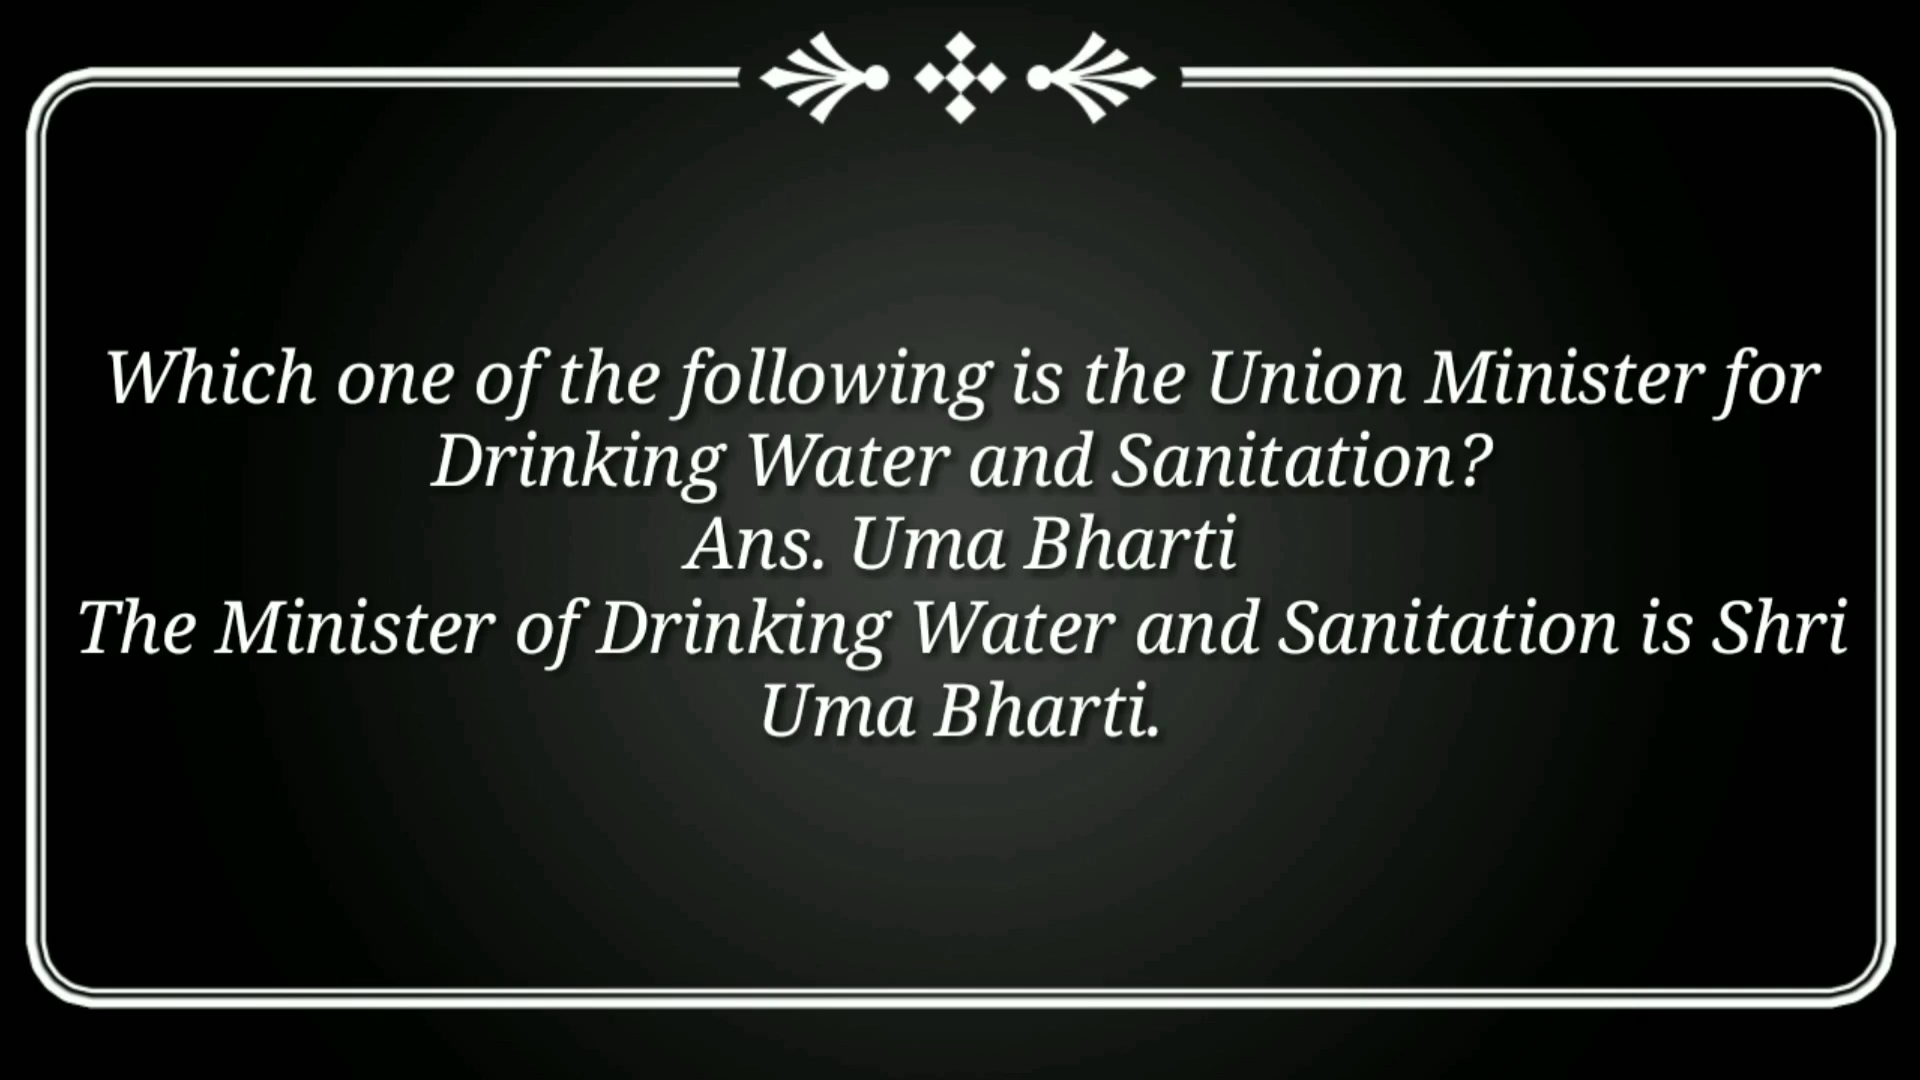 Which one of the following is the Union Minister for
Drinking Water and Sanitation?
Ans. Uma Bharti
The Minister of Drinking Water and Sanitation is Shri
Uma Bharti.